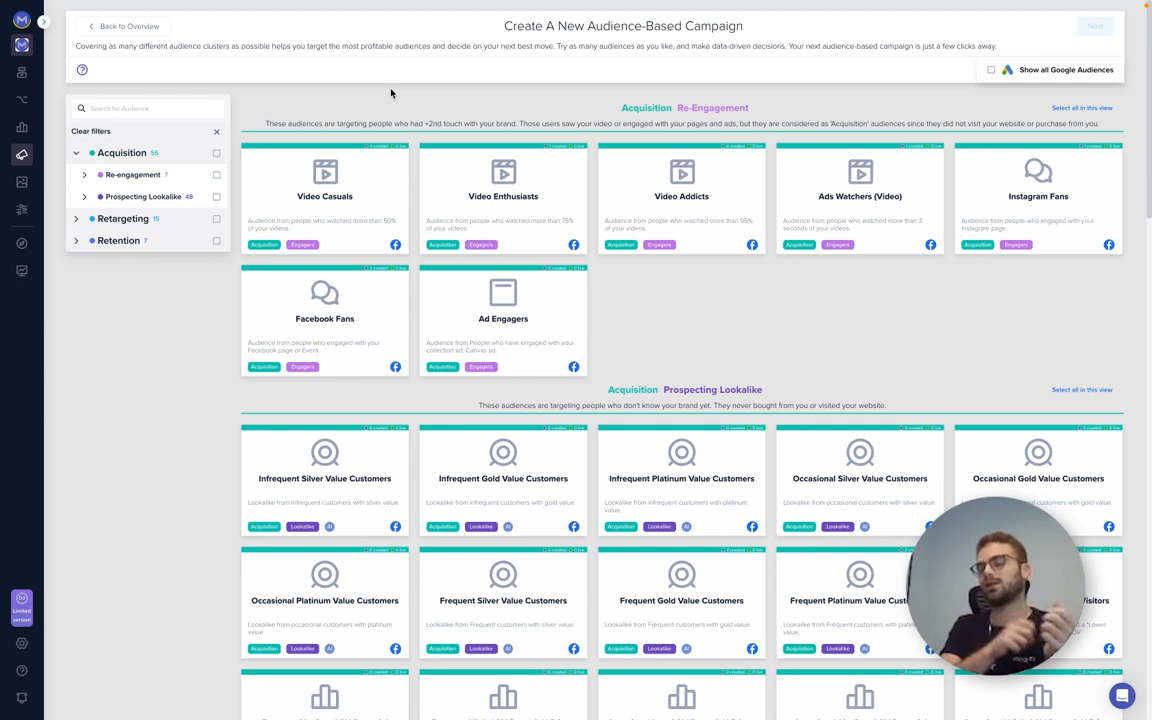 Back to Overview
Create A New Audience-Based Campaign
Next
Covering as many different audience clusters as possible helps you target the most profitable audiences and decide on your next best move. Try as many audiences as you like, and make data-driven decisions. Your next audience-based campaign is just a few clicks away.
Show all Google Audiences
Search for Audience
Clear filters
Acquisition 55
Re-engagement 7
Prospecting Lookalike 48
Retargeting 15
Retention 7
Acquisition Re-Engagement
Select all in this view
These audiences are targeting people who had +2nd touch with your brand. Those users saw your video or engaged with your pages and ads, but they are considered as 'Acquisition' audiences since they did not visit your website or purchase from you.
Video Casuals
Audience from people who watched more than 50%
of your videos.
Acquisition Engagers
Video Enthusiasts
Audience from people who watched more than 75%
of your videos.
Acquisition Engagers
Video Addicts
Audience from people who watched more than 95%
of your videos.
Acquisition Engagers
Ads Watchers (Video)
Audience from people who watched more than 3
seconds of your videos.
Acquisition Engagers
Instagram Fans
Audience from people who engaged with your
Instagram page.
Acquisition Engagers
Facebook Fans
Audience from people who engaged with your
Facebook page or Event.
Acquisition Engagers
Ad Engagers
Audience from People who have engaged with your
collection ad, Canvas ad.
Acquisition Engagers
Acquisition Prospecting Lookalike
Select all in this view
These audiences are targeting people who don't know your brand yet. They never bought from you or visited your website.
Infrequent Silver Value Customers
Lookalike from infrequent customers with silver value.
Acquisition Lookalike AI
Infrequent Gold Value Customers
Lookalike from infrequent customers with gold value.
Acquisition Lookalike AI
Infrequent Platinum Value Customers
Lookalike from infrequent customers with platinum
value.
Acquisition Lookalike AI
Occasional Silver Value Customers
Lookalike from occasional customers with silver value.
Acquisition Lookalike AI
Occasional Gold Value Customers
customers with gold value.
Occasional Platinum Value Customers
Lookalike from occasional customers with platinum
value.
Acquisition Lookalike AI
Frequent Silver Value Customers
Lookalike from Frequent customers with silver value.
Acquisition Lookalike AI
Frequent Gold Value Customers
Lookalike from Frequent customers with gold value.
Acquisition Lookalike AI
Frequent Platinum Value
Lookalike from Frequent customers with
value.
Acquisition Lookalike AI
Limited
version